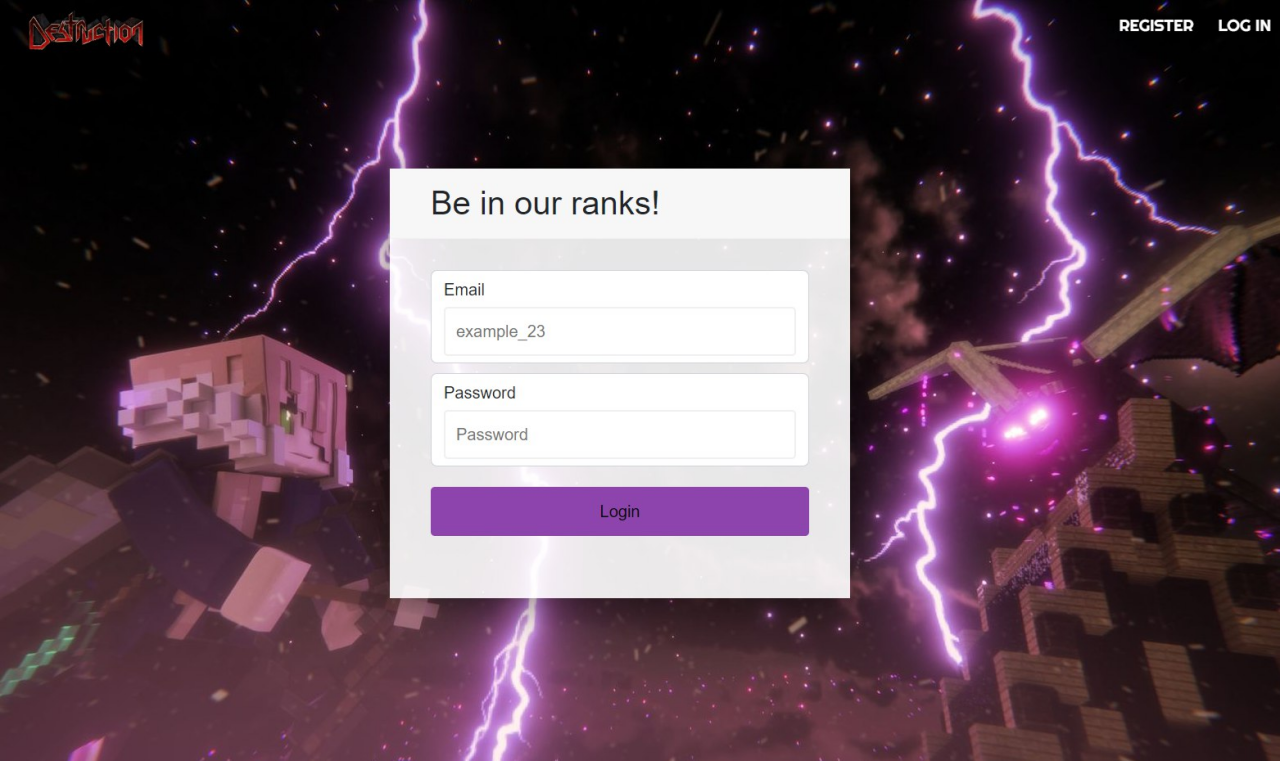 Destruction
REGISTER LOG IN
Be in our ranks!
Email
example_23
Password
Password
Login